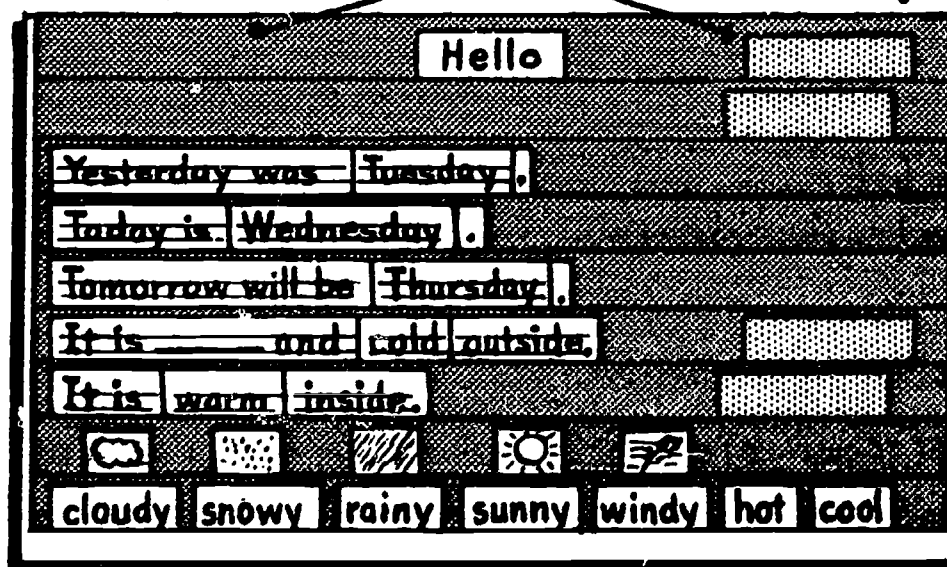 Hello
Yesterday was Tuesday.
Today is Wednesday.
Tomorrow will be Thursday.
It is ______ and cold outside.
It is warm inside.
cloudy snowy rainy sunny windy hot cool